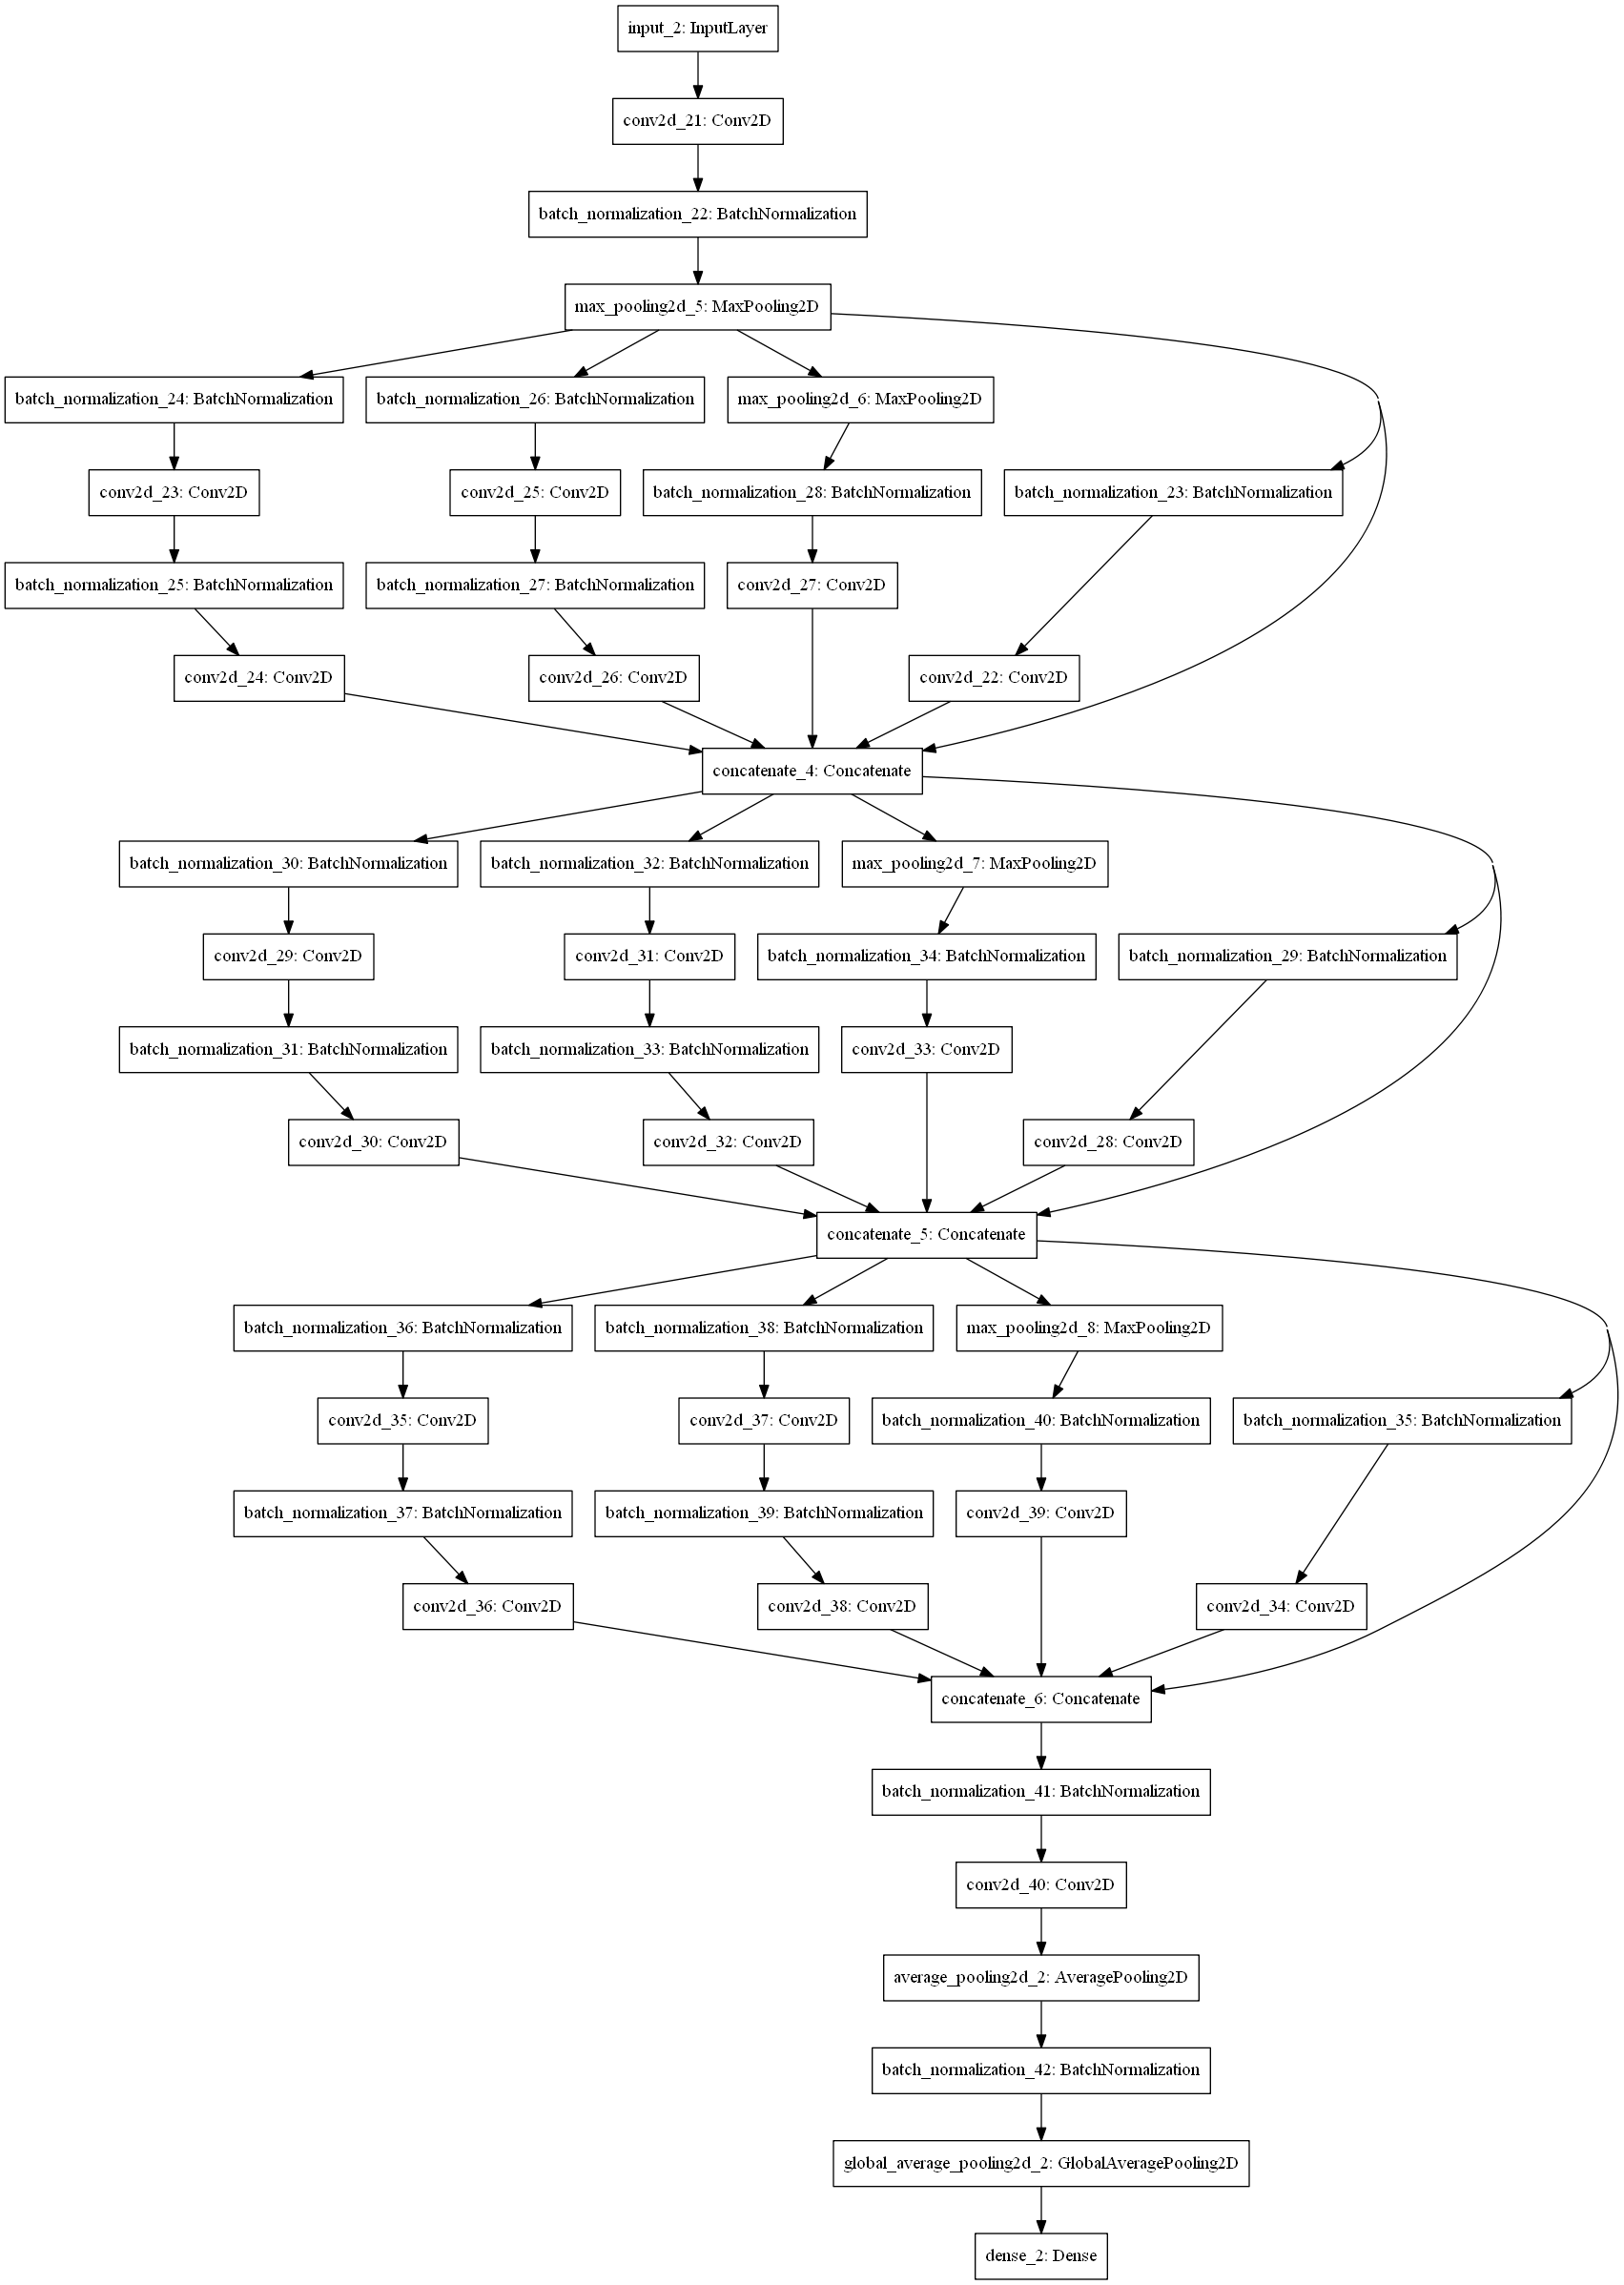 input_2: InputLayer
conv2d_21: Conv2D
batch_normalization_22: BatchNormalization
max_pooling2d_5: MaxPooling2D
batch_normalization_24: BatchNormalization
batch_normalization_26: BatchNormalization
max_pooling2d_6: MaxPooling2D
conv2d_23: Conv2D
conv2d_25: Conv2D
batch_normalization_28: BatchNormalization
batch_normalization_23: BatchNormalization
batch_normalization_25: BatchNormalization
batch_normalization_27: BatchNormalization
conv2d_27: Conv2D
conv2d_24: Conv2D
conv2d_26: Conv2D
conv2d_22: Conv2D
concatenate_4: Concatenate
batch_normalization_30: BatchNormalization
batch_normalization_32: BatchNormalization
max_pooling2d_7: MaxPooling2D
conv2d_29: Conv2D
conv2d_31: Conv2D
batch_normalization_34: BatchNormalization
batch_normalization_29: BatchNormalization
batch_normalization_31: BatchNormalization
batch_normalization_33: BatchNormalization
conv2d_33: Conv2D
conv2d_30: Conv2D
conv2d_32: Conv2D
conv2d_28: Conv2D
concatenate_5: Concatenate
batch_normalization_36: BatchNormalization
batch_normalization_38: BatchNormalization
max_pooling2d_8: MaxPooling2D
conv2d_35: Conv2D
conv2d_37: Conv2D
batch_normalization_40: BatchNormalization
batch_normalization_35: BatchNormalization
batch_normalization_37: BatchNormalization
batch_normalization_39: BatchNormalization
conv2d_39: Conv2D
conv2d_36: Conv2D
conv2d_38: Conv2D
conv2d_34: Conv2D
concatenate_6: Concatenate
batch_normalization_41: BatchNormalization
conv2d_40: Conv2D
average_pooling2d_2: AveragePooling2D
batch_normalization_42: BatchNormalization
global_average_pooling2d_2: GlobalAveragePooling2D
dense_2: Dense